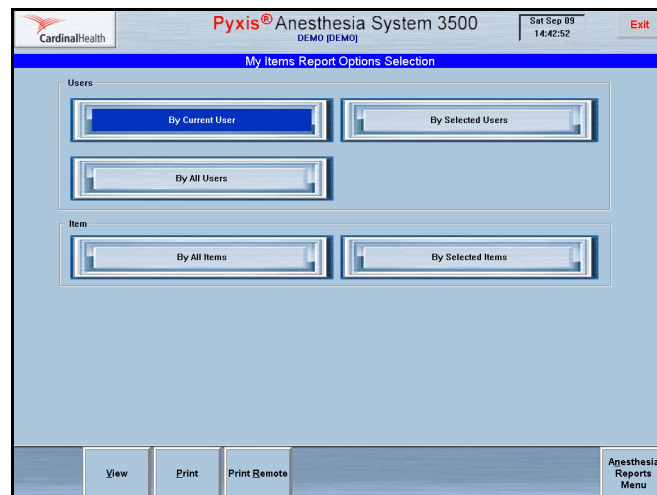 CardinalHealth
Pyxis® Anesthesia System 3500
DEMO (DEMO)
Sat Sep 09
14:42:52
Exit
My Items Report Options Selection
Users
By Current User
By Selected Users
By All Users
Item
By All Items
By Selected Items
View
Print
Print Remote
Anesthesia
Reports
Menu